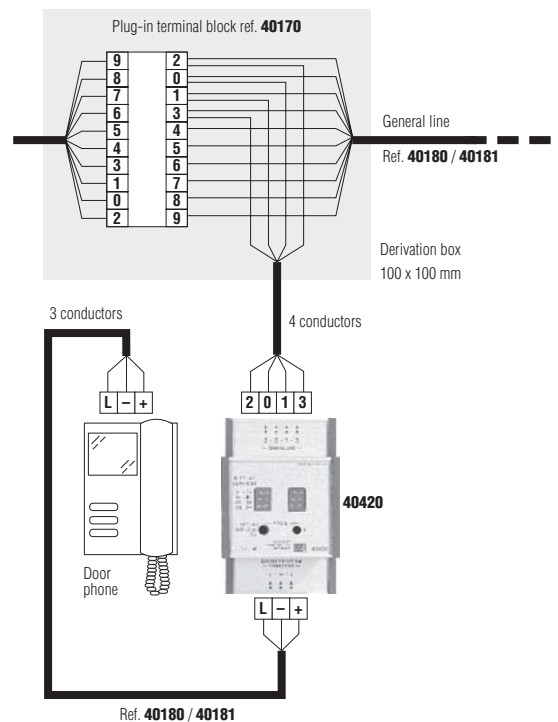 Plug-in terminal block ref. 40170
9 2
8 0
7 1
6 3
5 4
4 5
3 6
1 7
0 8
2 9
General line
Ref. 40180 / 40181
Derivation box
100 x 100 mm
3 conductors
4 conductors
L – +
2 0 1 3
40420
Door
phone
L – +
Ref. 40180 / 40181